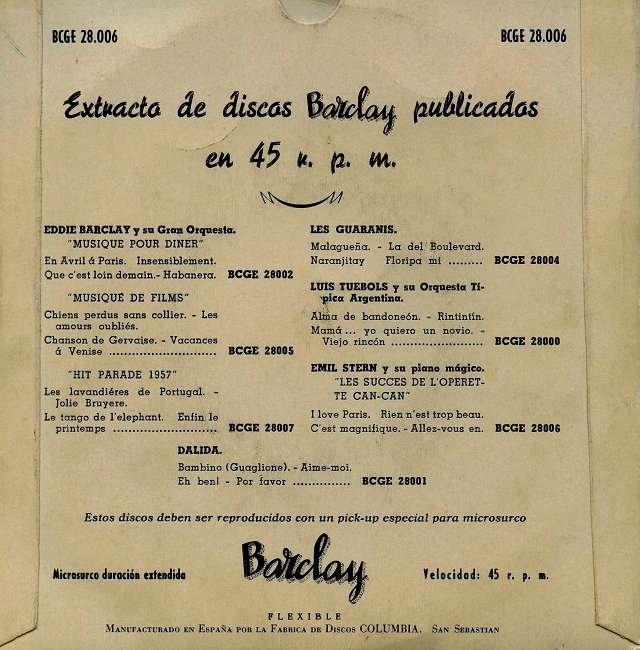 BCGE 28.006 BCGE 28.006
Extracto de discos Barclay publicados
en 45 r. p. m.
EDDIE BARCLAY y su Gran Orquesta.
"MUSIQUE POUR DINER"
En Avril á Paris. Insensiblement.
Que c'est loin demain.- Habanera. BCGE 28002
"MUSIQUE DE FILMS"
Chiens perdus sans collier. - Les
amours oubliés.
Chanson de Gervaise. - Vacances
á Venise ........................ BCGE 28005
"HIT PARADE 1957"
Les lavandiéres de Portugal. -
Jolie Bruyere.
Le tango de l'elephant. Enfin le
printemps ........................ BCGE 28007
LES GUARANIS.
Malagueña. - La del Boulevard.
Naranjitay Floripa mi ......... BCGE 28004
LUIS TUEBOLS y su Orquesta Tí-
pica Argentina.
Alma de bandoneón. - Rintintín.
Mamá... yo quiero un novio. -
Viejo rincón ........................ BCGE 28000
EMIL STERN y su piano mágico.
"LES SUCCES DE L'OPERET-
TE CAN-CAN"
I love Paris. Rien n'est trop beau.
C'est magnifique. - Allez-vous en. BCGE 28006
DALIDA.
Bambino (Guaglione). - Aime-moi.
Eh ben! - Por favor ............... BCGE 28001
Estos discos deben ser reproducidos con un pick-up especial para microsurco
Microsurco duración extendida Barclay Velocidad: 45 r. p. m.
FLEXIBLE
MANUFACTURADO EN ESPAÑA POR LA FABRICA DE DISCOS COLUMBIA. SAN SEBASTIAN